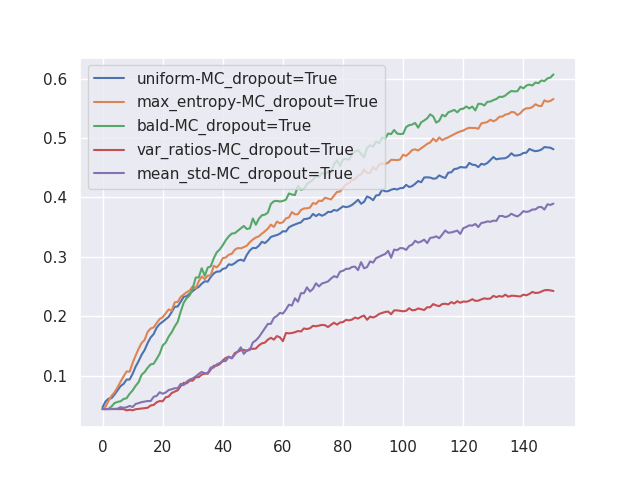 0.6
0.5
0.4
0.3
0.2
0.1
uniform-MC_dropout=True
max_entropy-MC_dropout=True
bald-MC_dropout=True
var_ratios-MC_dropout=True
mean_std-MC_dropout=True
0 20 40 60 80 100 120 140